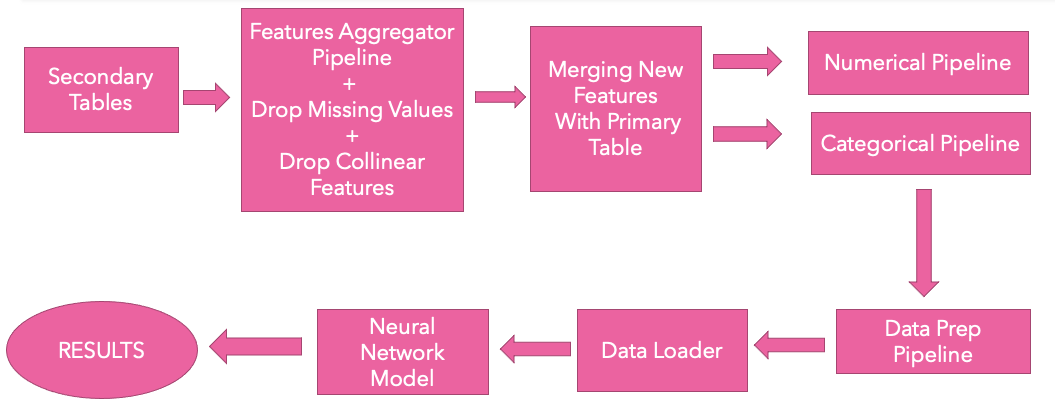 Secondary
Tables
Features Aggregator
Pipeline
+
Drop Missing Values
+
Drop Collinear
Features
Merging New
Features
With Primary
Table
Numerical Pipeline
Categorical Pipeline
Data Prep
Pipeline
Data Loader
Neural
Network
Model
RESULTS